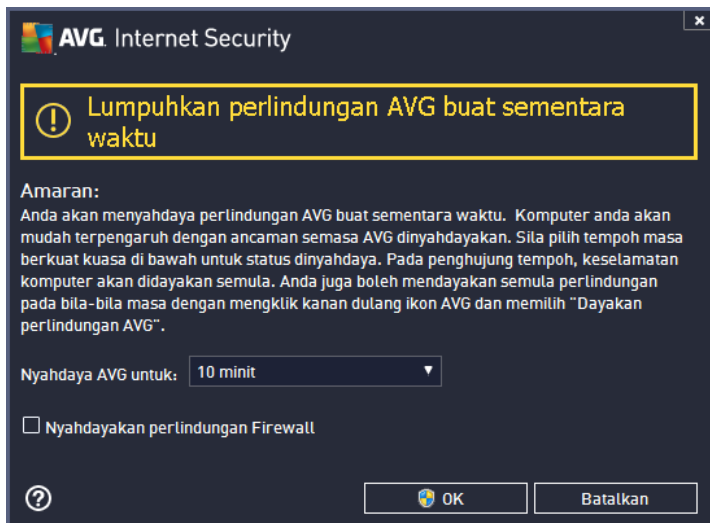 AVG. Internet Security
Lumpuhkan perlindungan AVG buat sementara
waktu
Amaran:
Anda akan menyahdaya perlindungan AVG buat sementara waktu. Komputer anda akan
mudah terpengaruh dengan ancaman semasa AVG dinyahdayakan. Sila pilih tempoh masa
berkuat kuasa di bawah untuk status dinyahdaya. Pada penghujung tempoh, keselamatan
komputer akan didayakan semula. Anda juga boleh mendayakan semula perlindungan
pada bila-bila masa dengan mengklik kanan dulang ikon AVG dan memilih "Dayakan
perlindungan AVG".
Nyahdaya AVG untuk: 10 minit
Nyahdayakan perlindungan Firewall
OK Batalkan